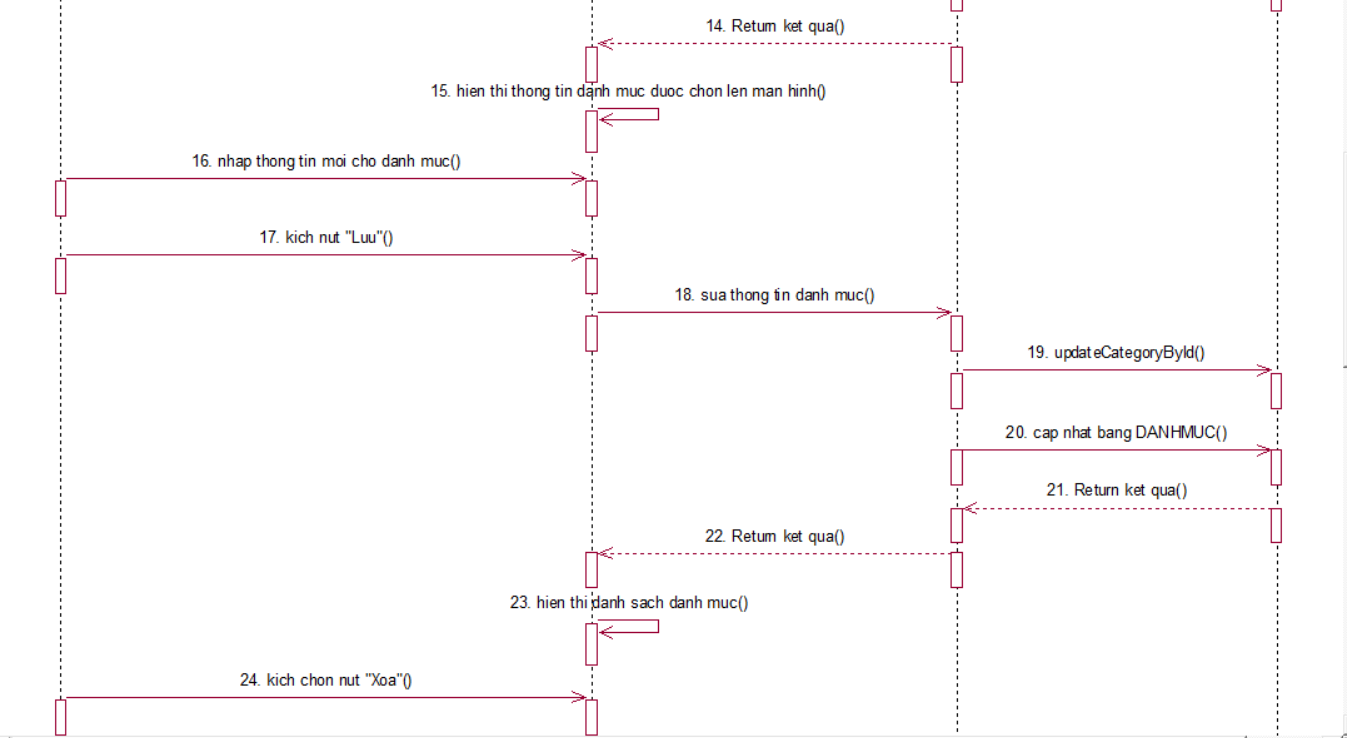 14. Return ket qua()
15. hien thi thong tin danh muc duoc chon len man hinh()
16. nhap thong tin moi cho danh muc()
17. kich nut "Luu"()
18. sua thong tin danh muc()
19. updateCategoryById()
20. cap nhat bang DANHMUC()
21. Return ket qua()
22. Return ket qua()
23. hien thi danh sach danh muc()
24. kich chon nut "Xoa"()